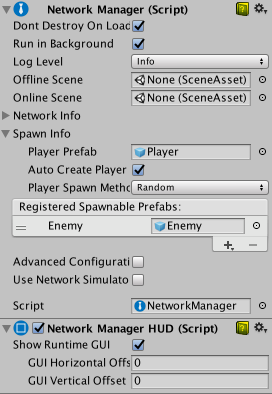 Network Manager (Script)
Dont Destroy On Load
Run in Background
Log Level Info
Offline Scene None (SceneAsset)
Online Scene None (SceneAsset)
Network Info
Spawn Info
Player Prefab Player
Auto Create Player
Player Spawn Metho Random
Registered Spawnable Prefabs:
Enemy Enemy
Advanced Configurati
Use Network Simulato
Script NetworkManager
Network Manager HUD (Script)
Show Runtime GUI
GUI Horizontal Offs 0
GUI Vertical Offset 0